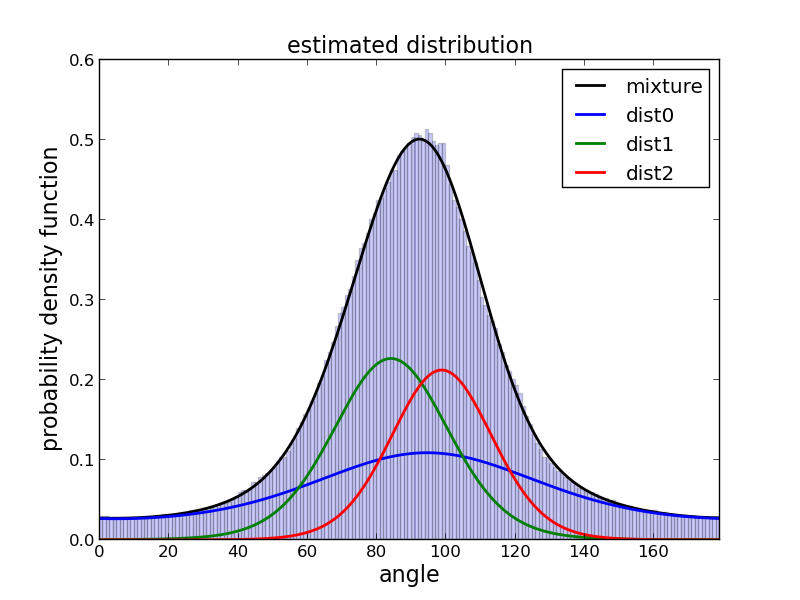 estimated distribution
0.6
0.5
0.4
0.3
0.2
0.1
0.0
probability density function
mixture
dist0
dist1
dist2
0 20 40 60 80 100 120 140 160
angle